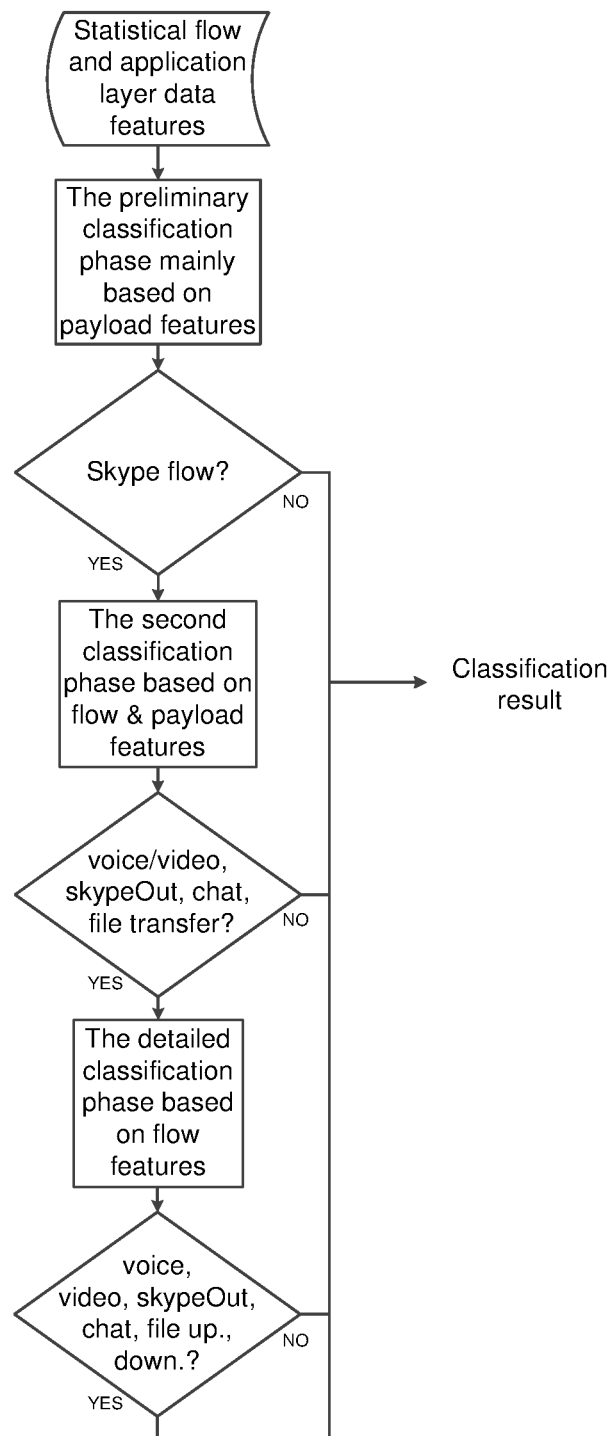 Statistical flow
and application
layer data
features
The preliminary
classification
phase mainly
based on
payload features
Skype flow?
NO
YES
The second
classification
phase based on
flow & payload
features
Classification
result
voice/video,
skypeOut, chat,
file transfer?
NO
YES
The detailed
classification
phase based
on flow
features
voice,
video, skypeOut,
chat, file up.,
down.?
NO
YES